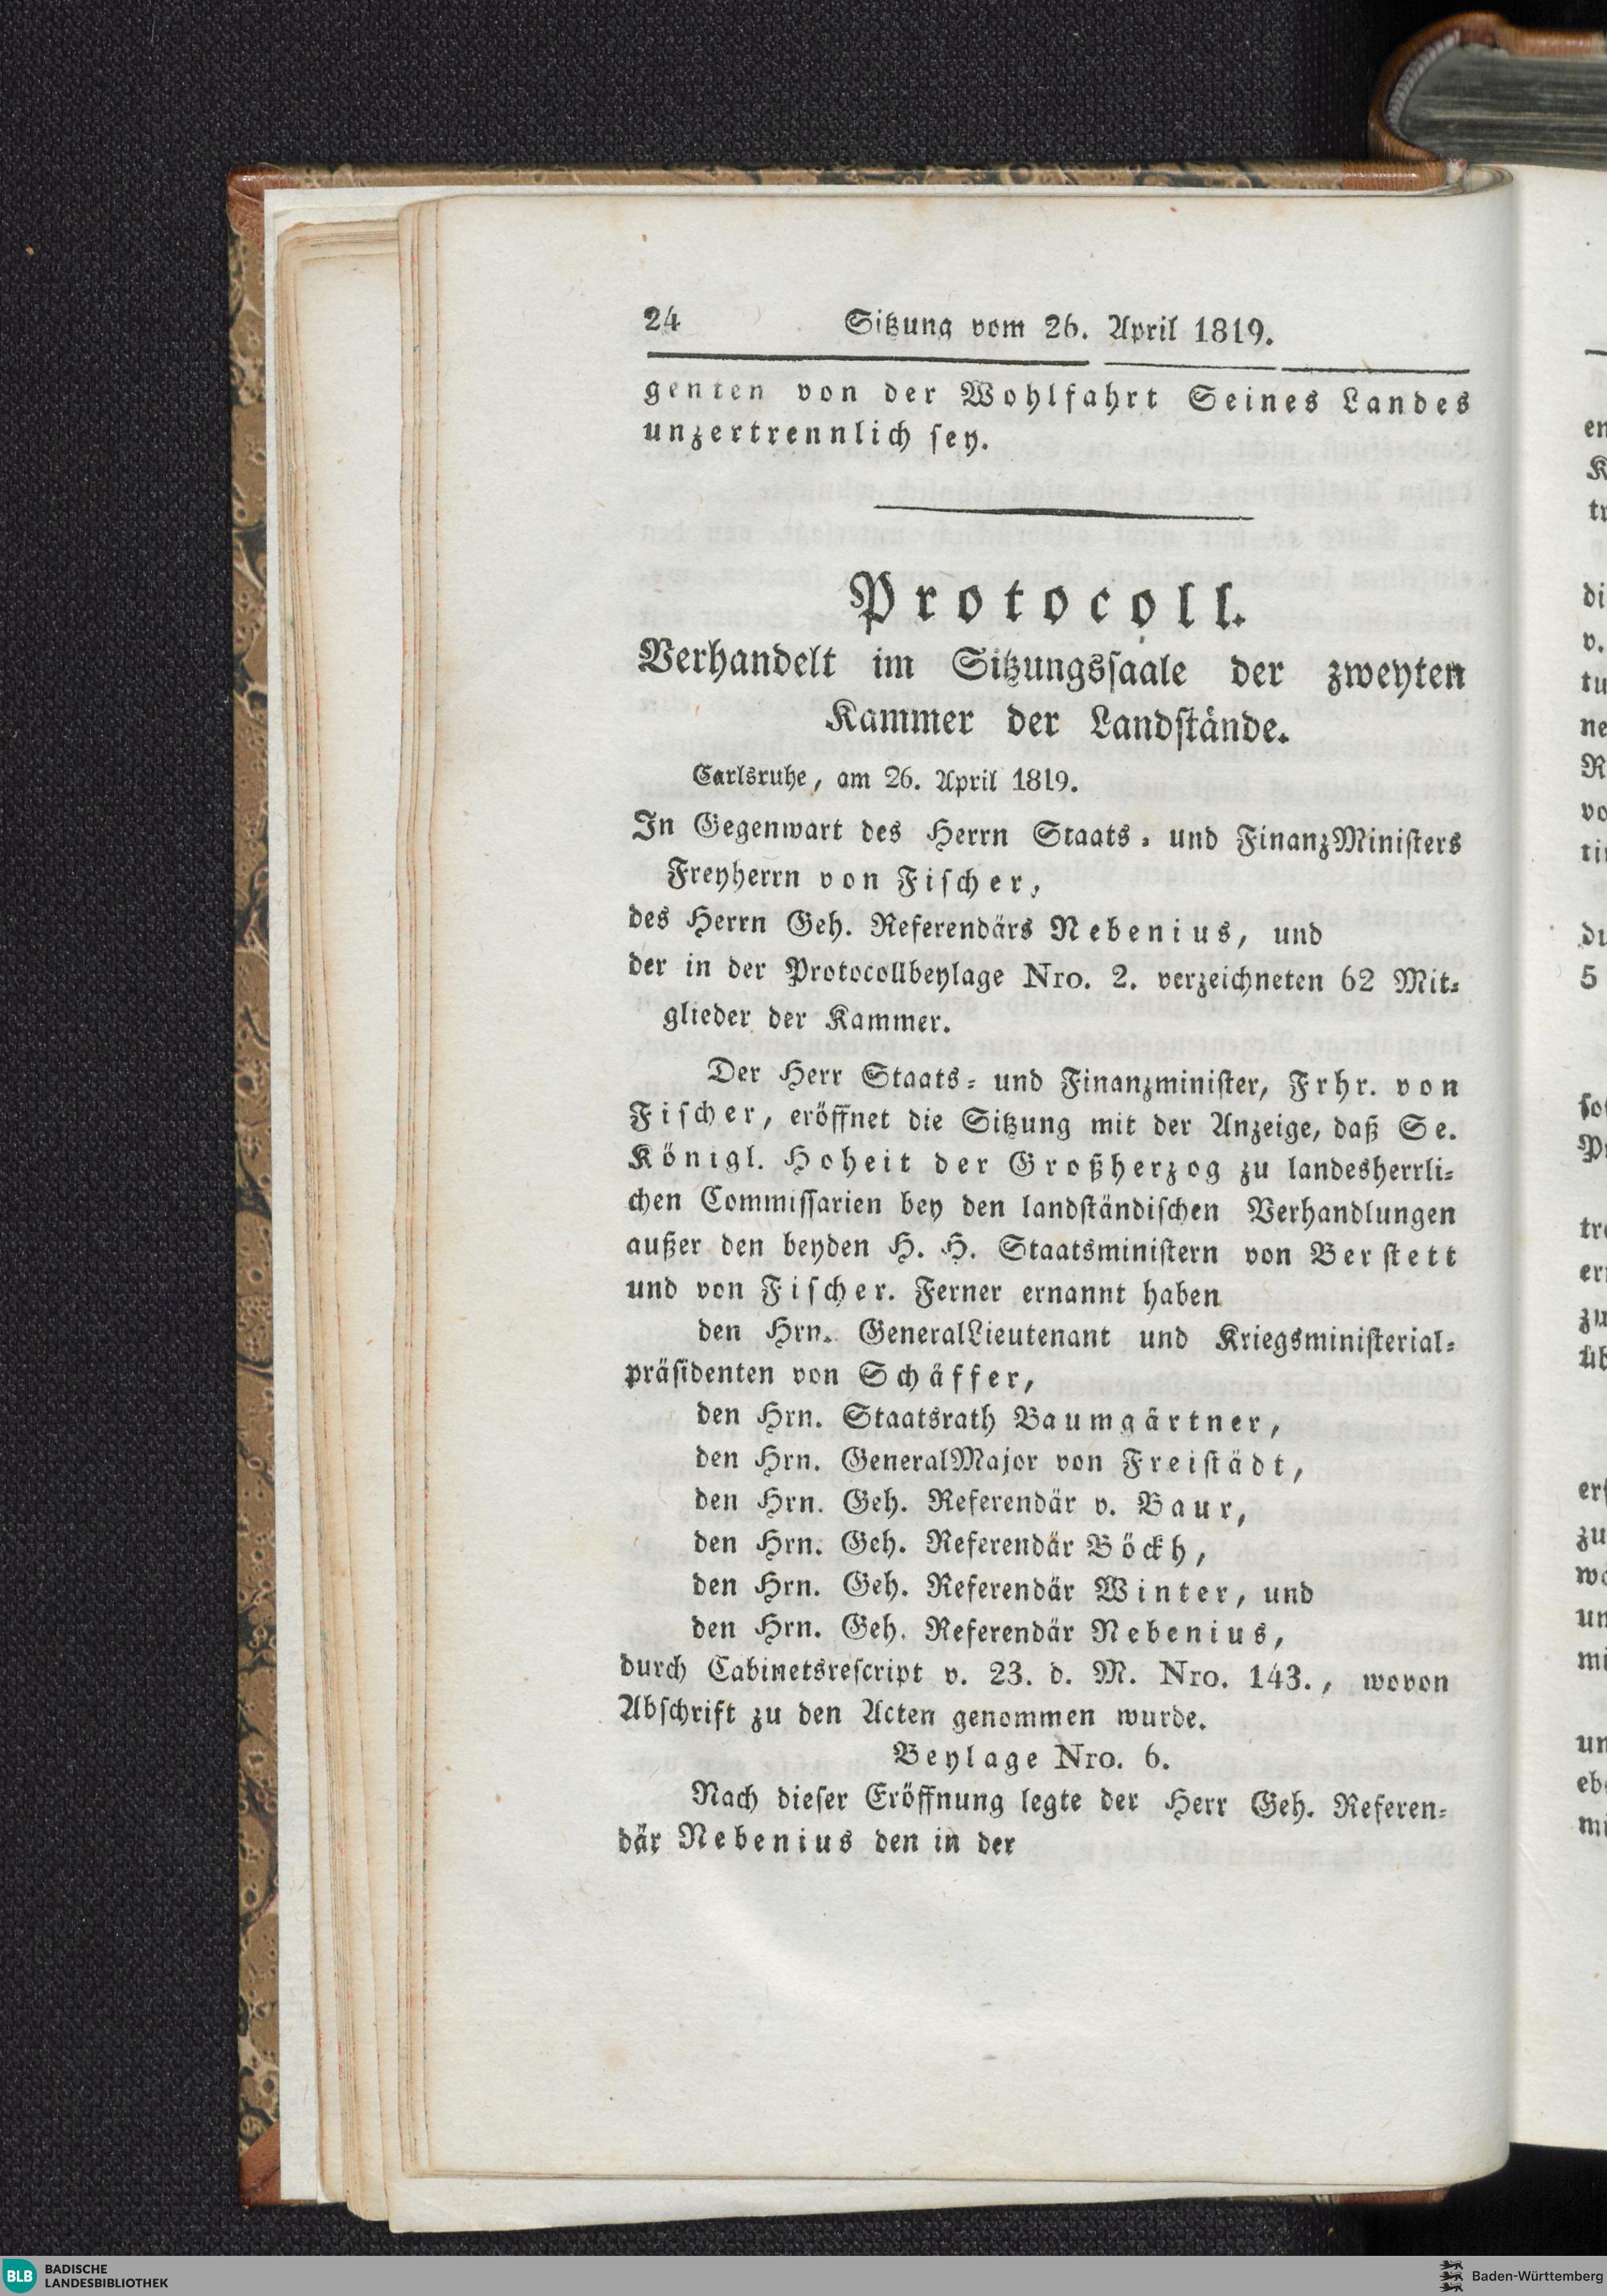 24 Sitzung vom 26. April 1819.
genten von der Wohlfahrt Seines Landes
unzertrennlich sey.
Protocoll.
Verhandelt im Sitzungssaale der zweyten
Kammer der Landstände.
Carlsruhe, am 26. April 1819.
In Gegenwart des Herrn Staats- und FinanzMinisters
Freyherrn von Fischer,
des Herrn Geh. Referendärs Nebenius, und
der in der Protocollbeylage Nro. 2. verzeichneten 62 Mit-
glieder der Kammer.
Der Herr Staats- und Finanzminister, Frhr. von
Fischer, eröffnet die Sitzung mit der Anzeige, daß Se.
Königl. Hoheit der Großherzog zu landesherrli-
chen Commissarien bey den landständischen Verhandlungen
außer den beyden H. H. Staatsministern von Berstett
und von Fischer. Ferner ernannt haben
den Hrn. GeneralLieutenant und Kriegsministerial-
präsidenten von Schäffer,
den Hrn. Staatsrath Baumgärtner,
den Hrn. GeneralMajor von Freistädt,
den Hrn. Geh. Referendär v. Baur,
den Hrn. Geh. Referendär Böckh,
den Hrn. Geh. Referendär Winter, und
den Hrn. Geh. Referendär Nebenius,
durch Cabinetsrescript v. 23. d. M. Nro. 143., wovon
Abschrift zu den Acten genommen wurde.
Beylage Nro. 6.
Nach dieser Eröffnung legte der Herr Geh. Referen-
där Nebenius den in der
BLB BADISCHE
LANDESBIBLIOTHEK
Baden-Württemberg